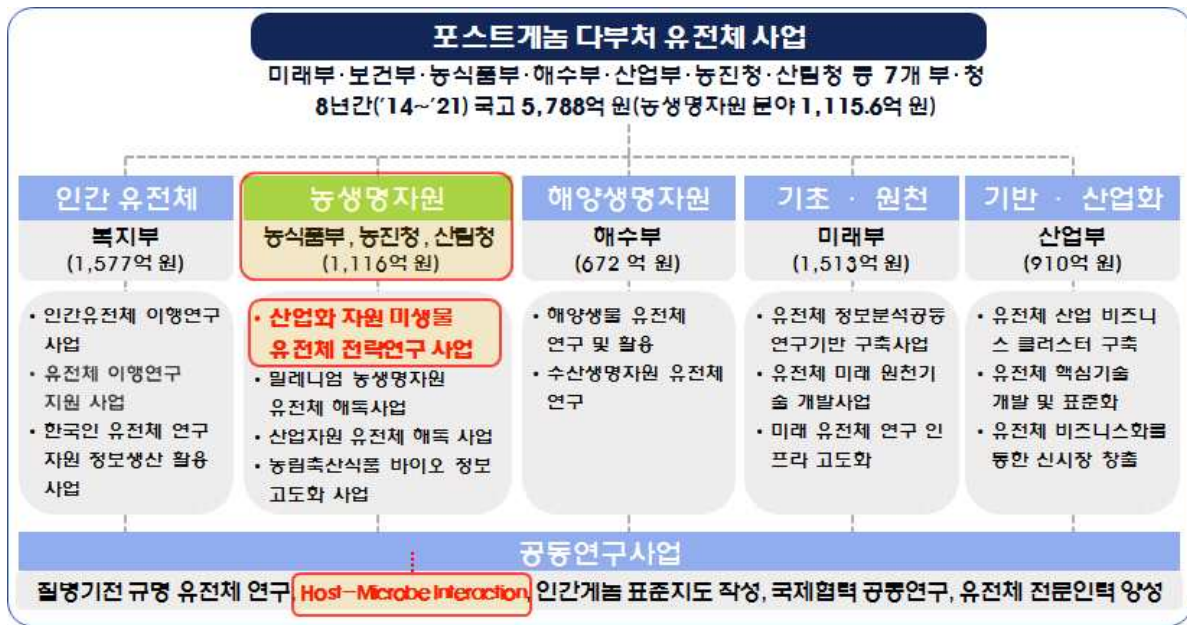 포스트게놈 다부처 유전체 사업
미래부·보건부·농식품부·해수부·산업부·농진청·산림청 등 7개 부·청
8년간('14~'21) 국고 5,788억 원(농생명자원 분야 1,115.6억 원)
인간 유전체
복지부
(1,577억 원)
• 인간유전체 이행연구
사업
• 유전체 이행연구
지원 사업
• 한국인 유전체 연구
자원 정보생산 활용
사업
농생명자원
농식품부, 농진청, 산림청
(1,116억 원)
• 산업화 자원 미생물
유전체 전략연구 사업
• 밀레니엄 농생명자원
유전체 해독사업
• 산업자원 유전체 해독 사업
• 농림축산식품 바이오 정보
고도화 사업
해양생명자원
해수부
(672 억 원)
• 해양생물 유전체
연구 및 활용
• 수산생명자원 유전체
연구
기초 · 원천
미래부
(1,513억 원)
• 유전체 정보분석공동
연구기반 구축사업
• 유전체 미래 원천기
술 개발사업
• 미래 유전체 연구 인
프라 고도화
기반 · 산업화
산업부
(910억 원)
• 유전체 산업 비즈니
스 클러스터 구축
• 유전체 핵심기술
개발 및 표준화
• 유전체 비즈니스화를
통한 신시장 창출
공동연구사업
질병기전 규명 유전체 연구, Host-Microbe Interaction, 인간게놈 표준지도 작성, 국제협력 공동연구, 유전체 전문인력 양성